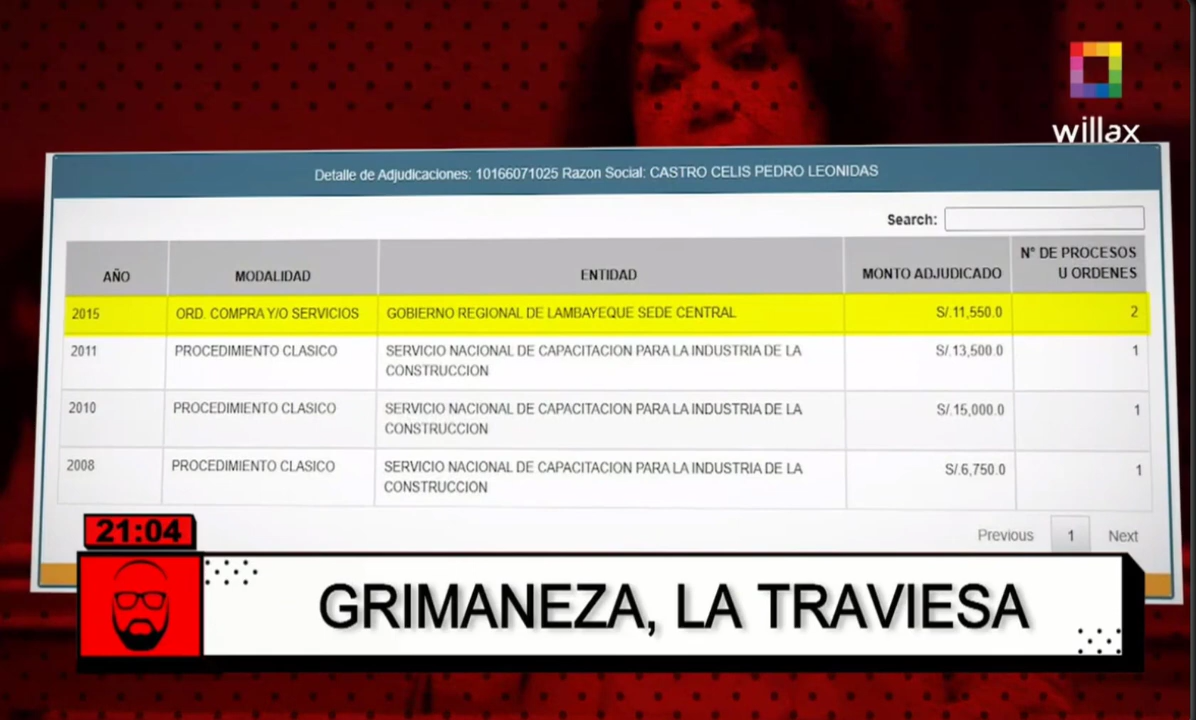 willax
Detalle de Adjudicaciones: 10166071025 Razon Social: CASTRO CELIS PEDRO LEONIDAS
Search:
AÑO MODALIDAD ENTIDAD MONTO ADJUDICADO N° DE PROCESOS
U ORDENES
2015 ORD. COMPRA Y/O SERVICIOS GOBIERNO REGIONAL DE LAMBAYEQUE SEDE CENTRAL S/.11,550.0 2
2011 PROCEDIMIENTO CLASICO SERVICIO NACIONAL DE CAPACITACION PARA LA INDUSTRIA DE LA S/.13,500.0 1
CONSTRUCCION
2010 PROCEDIMIENTO CLASICO SERVICIO NACIONAL DE CAPACITACION PARA LA INDUSTRIA DE LA S/.15,000.0 1
CONSTRUCCION
2008 PROCEDIMIENTO CLASICO SERVICIO NACIONAL DE CAPACITACION PARA LA INDUSTRIA DE LA S/.6,750.0 1
CONSTRUCCION
Previous 1 Next
21:04
GRIMANEZA, LA TRAVIESA